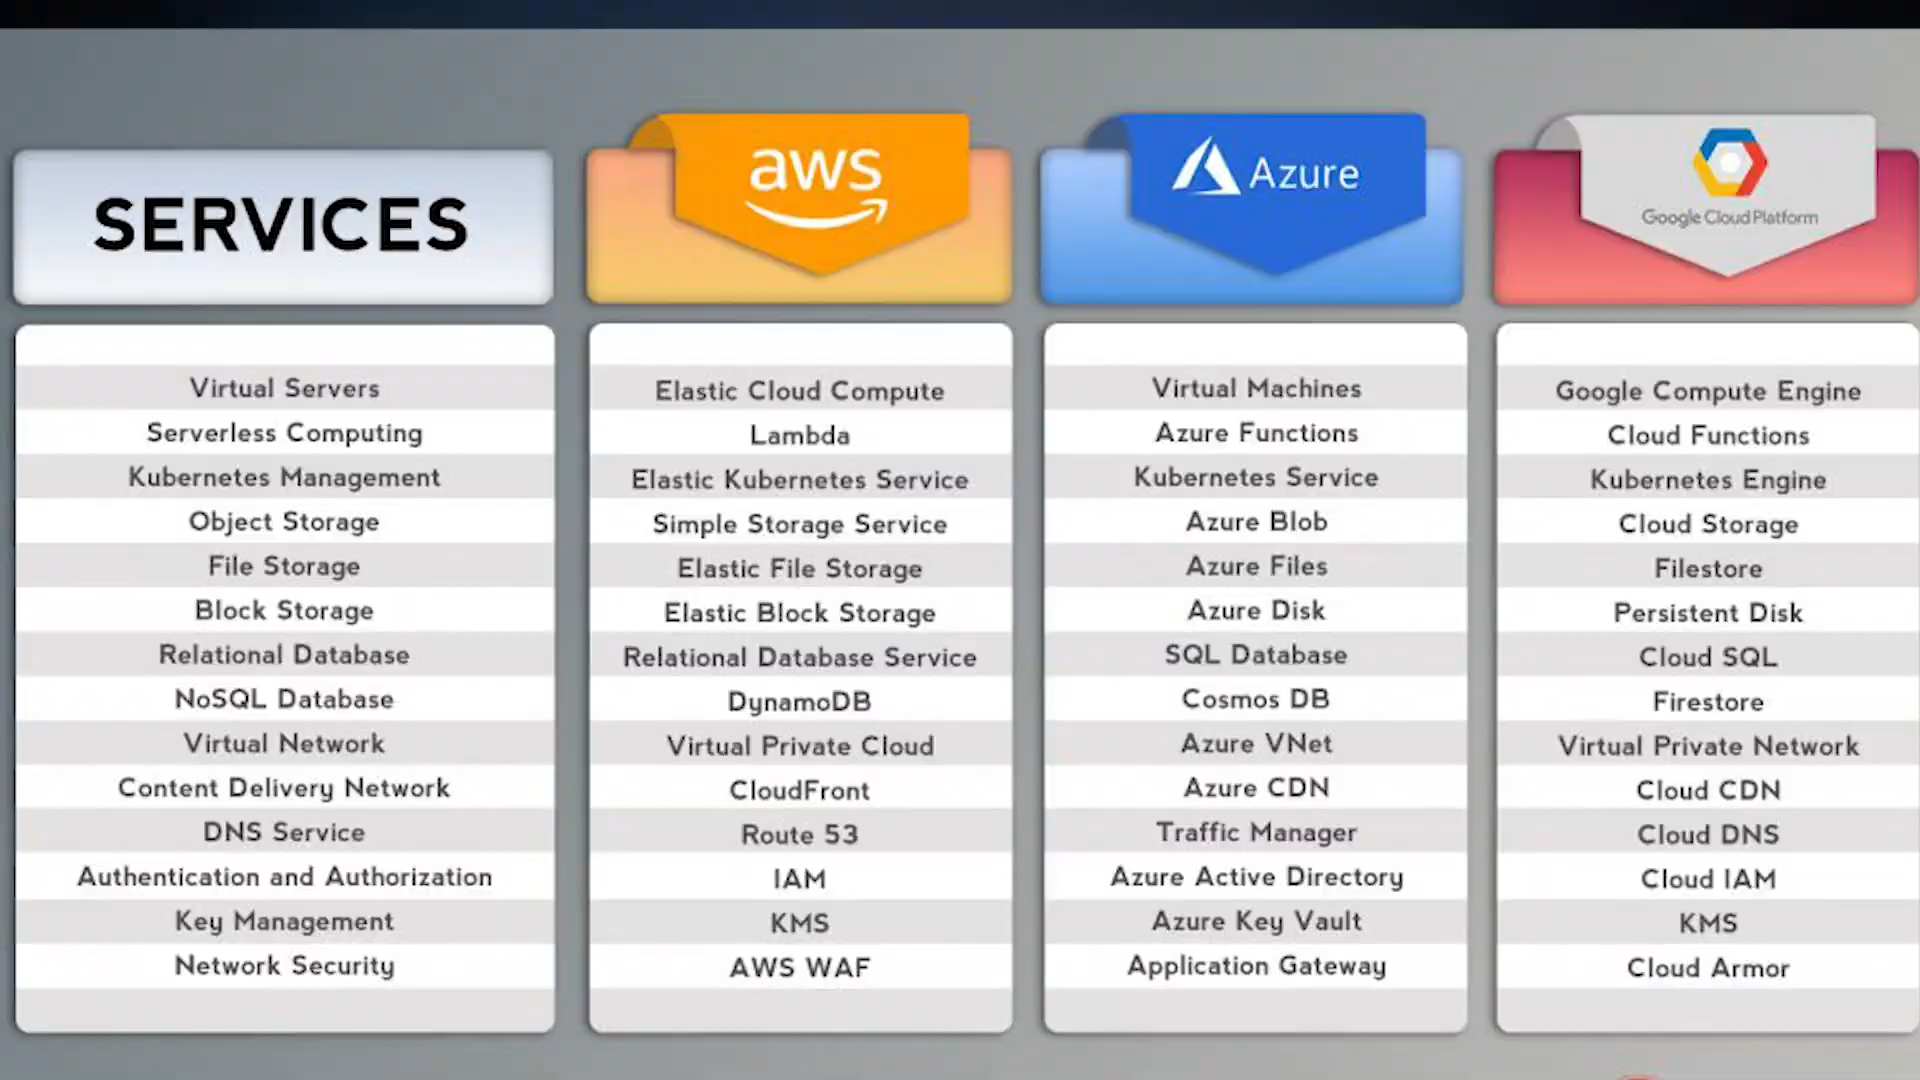 SERVICES
aws
Azure
Google Cloud Platform
Virtual Servers
Elastic Cloud Compute
Virtual Machines
Google Compute Engine
Serverless Computing
Lambda
Azure Functions
Cloud Functions
Kubernetes Management
Elastic Kubernetes Service
Kubernetes Service
Kubernetes Engine
Object Storage
Simple Storage Service
Azure Blob
Cloud Storage
File Storage
Elastic File Storage
Azure Files
Filestore
Block Storage
Elastic Block Storage
Azure Disk
Persistent Disk
Relational Database
Relational Database Service
SQL Database
Cloud SQL
NoSQL Database
DynamoDB
Cosmos DB
Firestore
Virtual Network
Virtual Private Cloud
Azure VNet
Virtual Private Network
Content Delivery Network
CloudFront
Azure CDN
Cloud CDN
DNS Service
Route 53
Traffic Manager
Cloud DNS
Authentication and Authorization
IAM
Azure Active Directory
Cloud IAM
Key Management
KMS
Azure Key Vault
KMS
Network Security
AWS WAF
Application Gateway
Cloud Armor